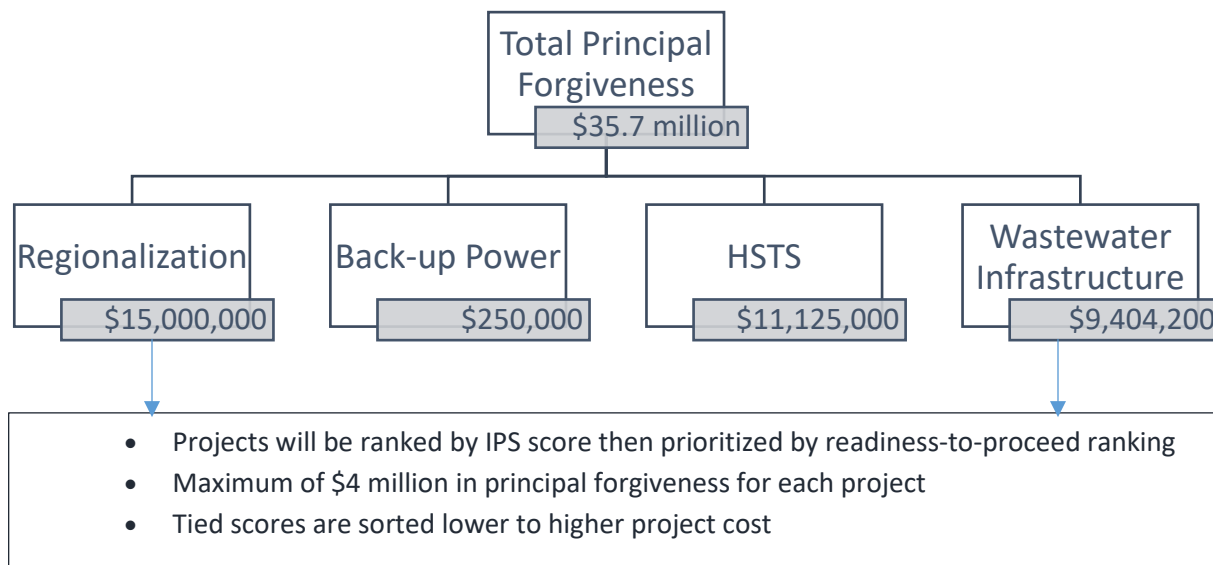 Total Principal
Forgiveness
$35.7 million
Regionalization
$15,000,000
Back-up Power
$250,000
HSTS
$11,125,000
Wastewater
Infrastructure
$9,404,200
• Projects will be ranked by IPS score then prioritized by readiness-to-proceed ranking
• Maximum of $4 million in principal forgiveness for each project
• Tied scores are sorted lower to higher project cost